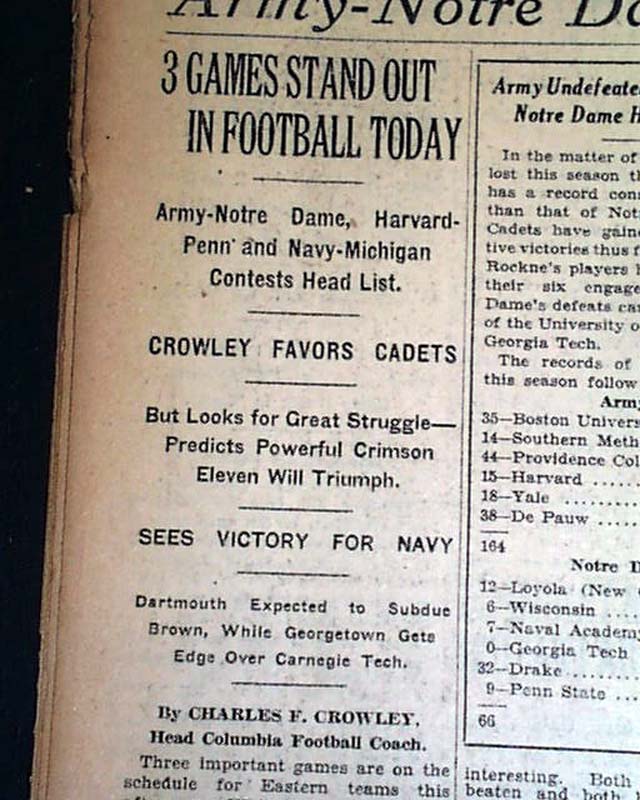 Army-Notre Da
3 GAMES STAND OUT
IN FOOTBALL TODAY
Army-Notre Dame, Harvard-
Penn and Navy-Michigan
Contests Head List.
CROWLEY FAVORS CADETS
But Looks for Great Struggle—
Predicts Powerful Crimson
Eleven Will Triumph.
SEES VICTORY FOR NAVY
Dartmouth Expected to Subdue
Brown, While Georgetown Gets
Edge Over Carnegie Tech.
By CHARLES F. CROWLEY,
Head Columbia Football Coach.
Three important games are on the
schedule for Eastern teams this
Army Undefeate
Notre Dame H
In the matter of
lost this season th
has a record cons
than that of Not
Cadets have gaine
tive victories thus f
Rockne's players h
their six engage
Dame's defeats ca
of the University o
Georgia Tech.
The records of
this season follow
Army
35—Boston Univers
14—Southern Meth
44—Providence Col
15—Harvard .....
18—Yale .......
38—De Pauw ....
164
Notre D
12—Loyola (New
6—Wisconsin ....
7—Naval Academy
0—Georgia Tech
32—Drake .......
9—Penn State ...
66
interesting. Both
beaten and both